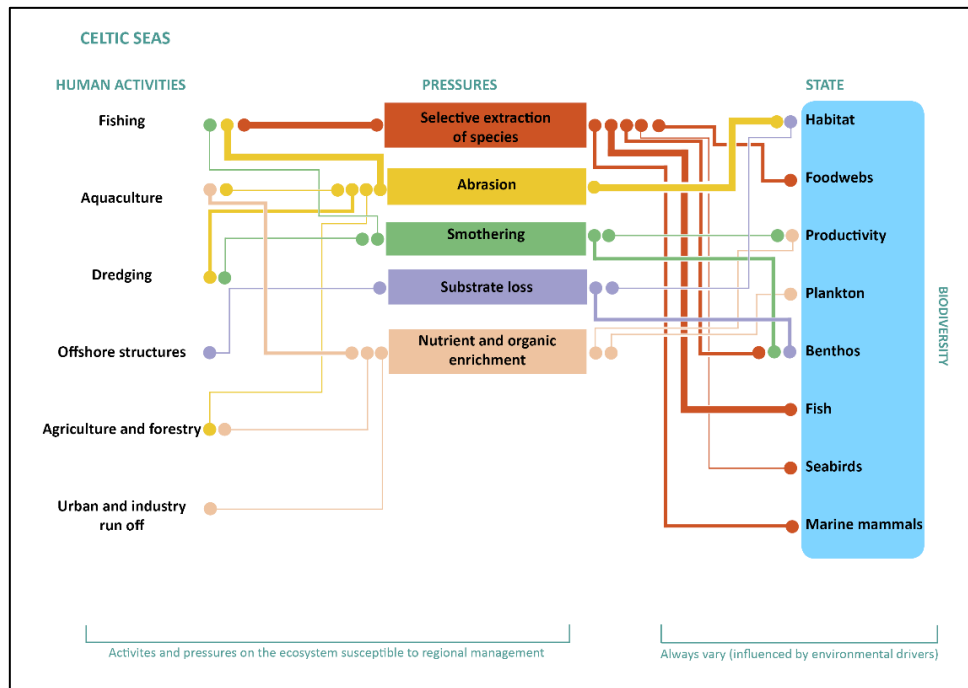 CELTIC SEAS
HUMAN ACTIVITIES
PRESSURES
STATE
Fishing
Aquaculture
Dredging
Offshore structures
Agriculture and forestry
Urban and industry
run off
Selective extraction
of species
Abrasion
Smothering
Substrate loss
Nutrient and organic
enrichment
Habitat
Foodwebs
Productivity
Plankton
Benthos
Fish
Seabirds
Marine mammals
BIODIVERSITY
Activites and pressures on the ecosystem susceptible to regional management
Always vary (influenced by environmental drivers)